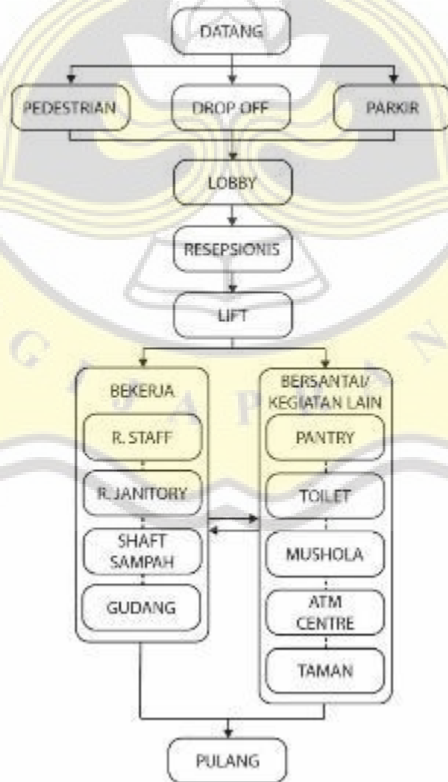 DATANG
PEDESTRIAN
DROP OFF
PARKIR
LOBBY
RESEPSIONIS
LIFT
BEKERJA
R. STAFF
R. JANITORY
SHAFT
SAMPAH
GUDANG
BERSANTAI/
KEGIATAN LAIN
PANTRY
TOILET
MUSHOLA
ATM
CENTRE
TAMAN
PULANG